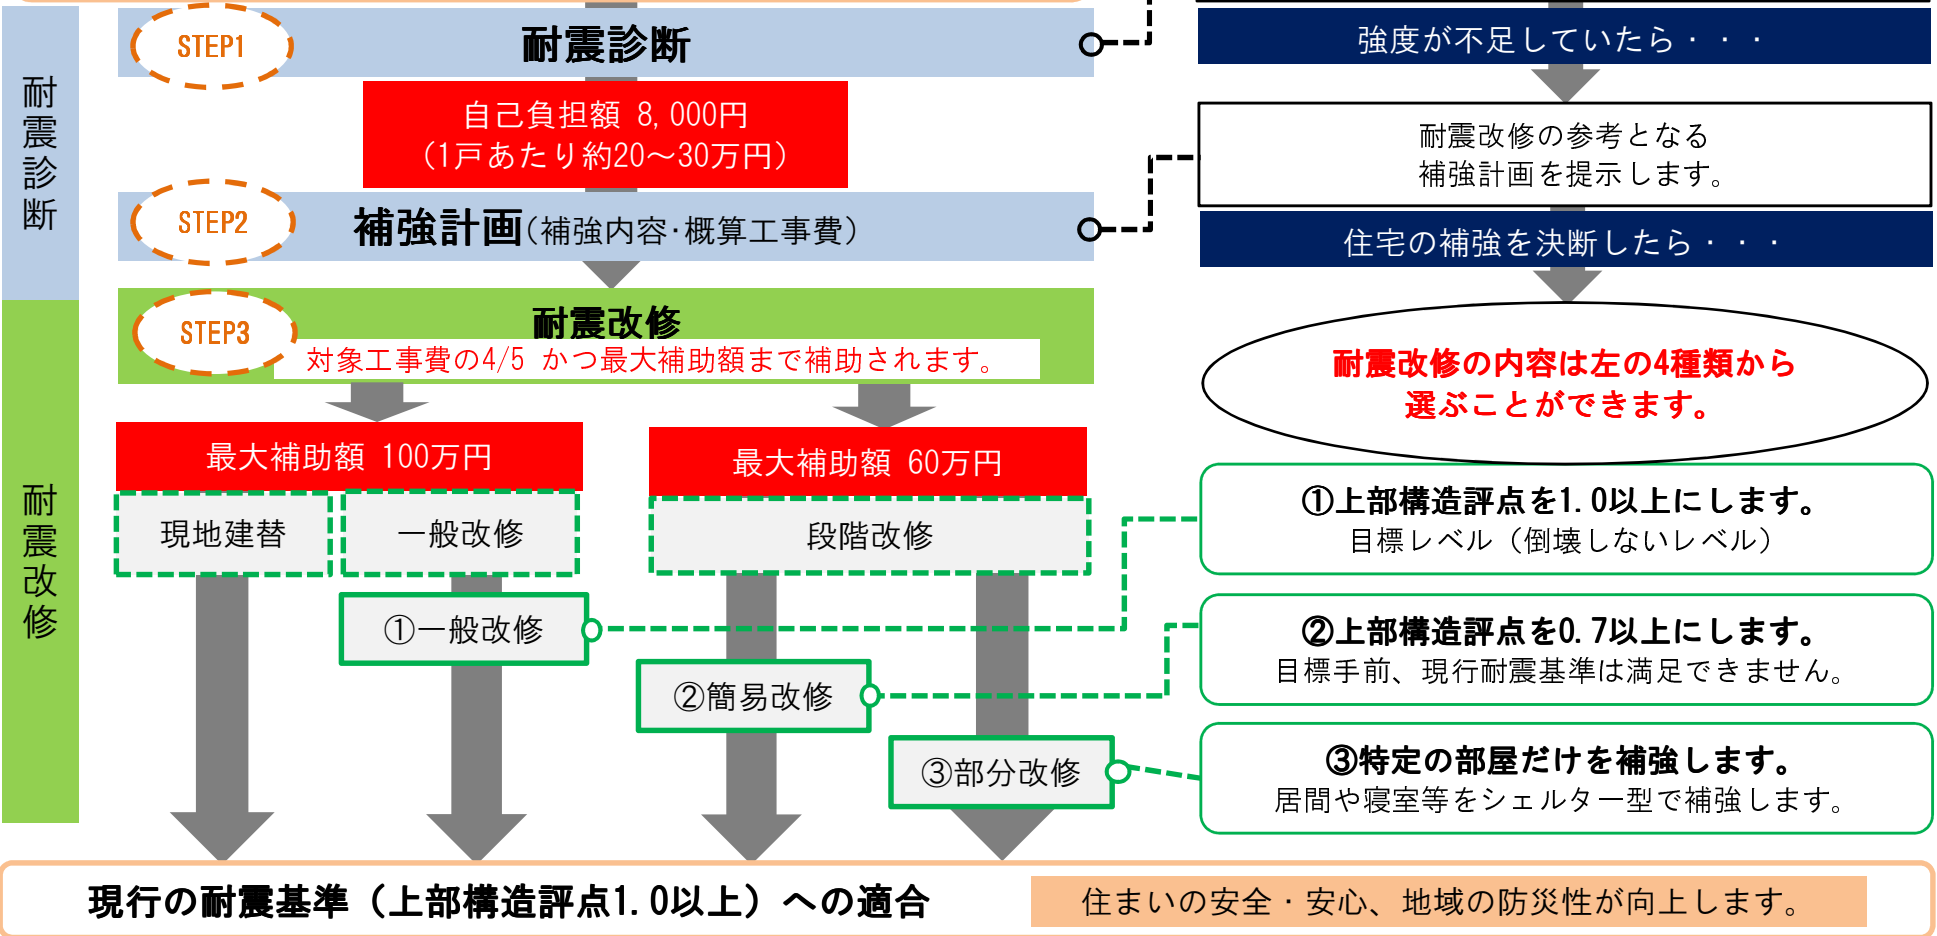 耐震診断
STEP1
耐震診断
自己負担額 8,000円
(1戸あたり約20～30万円)
STEP2
補強計画(補強内容・概算工事費)
耐震改修
STEP3
耐震改修
対象工事費の4/5 かつ最大補助額まで補助されます。
最大補助額 100万円
最大補助額 60万円
現地建替
一般改修
段階改修
①一般改修
②簡易改修
③部分改修
強度が不足していたら・・・
耐震改修の参考となる
補強計画を提示します。
住宅の補強を決断したら・・・
耐震改修の内容は左の4種類から
選ぶことができます。
①上部構造評点を1.0以上にします。
目標レベル（倒壊しないレベル）
②上部構造評点を0.7以上にします。
目標手前、現行耐震基準は満足できません。
③特定の部屋だけを補強します。
居間や寝室等をシェルター型で補強します。
現行の耐震基準（上部構造評点1.0以上）への適合
住まいの安全・安心、地域の防災性が向上します。